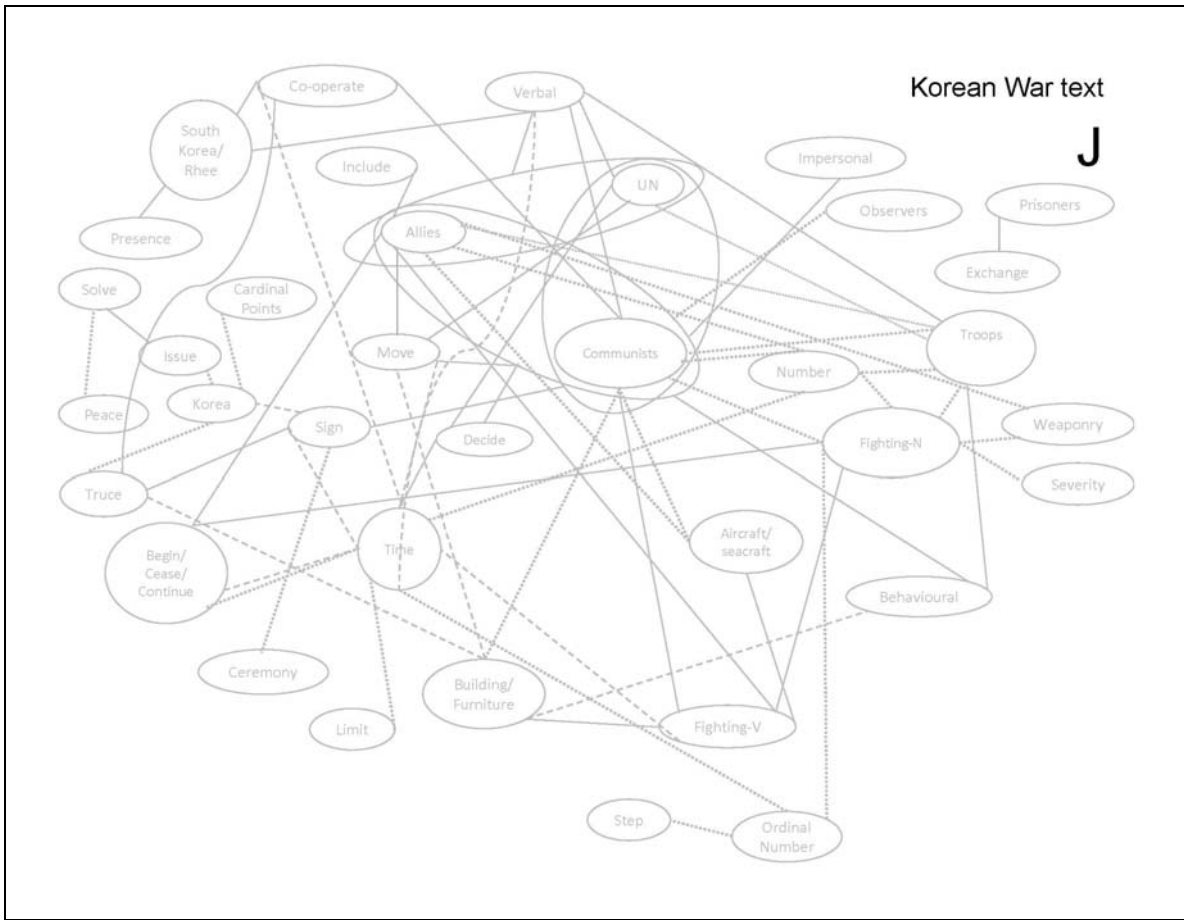 Korean War text
J
Co-operate
Verbal
South
Korea/
Rhee
Include
Impersonal
UN
Observers
Prisoners
Allies
Presence
Exchange
Solve
Cardinal
Points
Troops
Issue
Move
Communists
Number
Peace
Korea
Sign
Decide
Fighting-N
Weaponry
Truce
Severity
Begin/
Cease/
Continue
Time
Aircraft/
seacraft
Behavioural
Ceremony
Building/
Furniture
Limit
Fighting-V
Step
Ordinal
Number